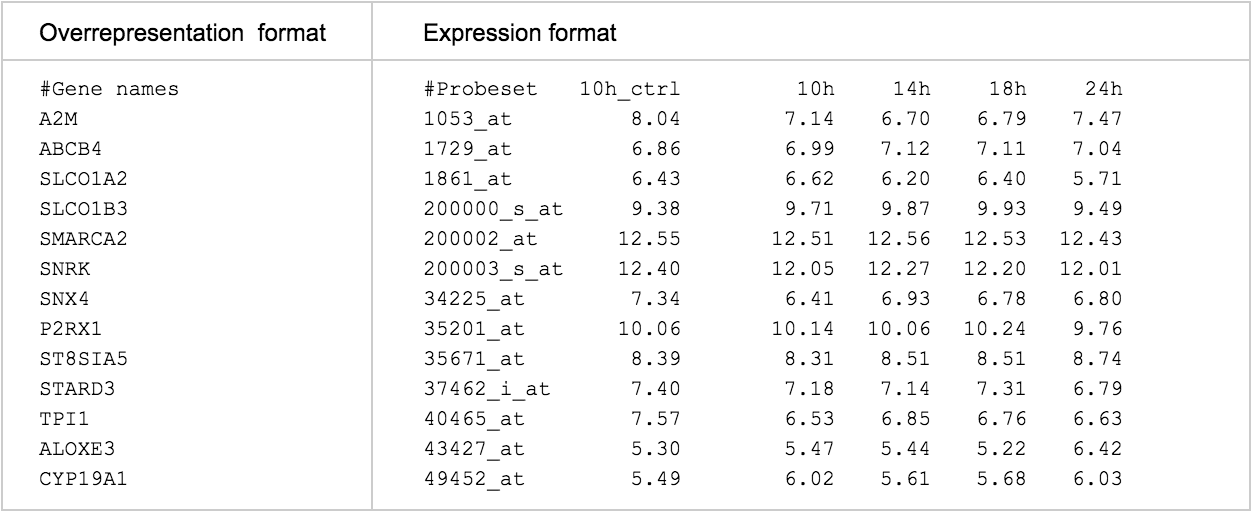 Overrepresentation format Expression format
#Gene names #Probeset 10h_ctrl 10h 14h 18h 24h
A2M 1053_at 8.04 7.14 6.70 6.79 7.47
ABCB4 1729_at 6.86 6.99 7.12 7.11 7.04
SLCO1A2 1861_at 6.43 6.62 6.20 6.40 5.71
SLCO1B3 200000_s_at 9.38 9.71 9.87 9.93 9.49
SMARCA2 200002_at 12.55 12.51 12.56 12.53 12.43
SNRK 200003_s_at 12.40 12.05 12.27 12.20 12.01
SNX4 34225_at 7.34 6.41 6.93 6.78 6.80
P2RX1 35201_at 10.06 10.14 10.06 10.24 9.76
ST8SIA5 35671_at 8.39 8.31 8.51 8.51 8.74
STARD3 37462_i_at 7.40 7.18 7.14 7.31 6.79
TPI1 40465_at 7.57 6.53 6.85 6.76 6.63
ALOXE3 43427_at 5.30 5.47 5.44 5.22 6.42
CYP19A1 49452_at 5.49 6.02 5.61 5.68 6.03